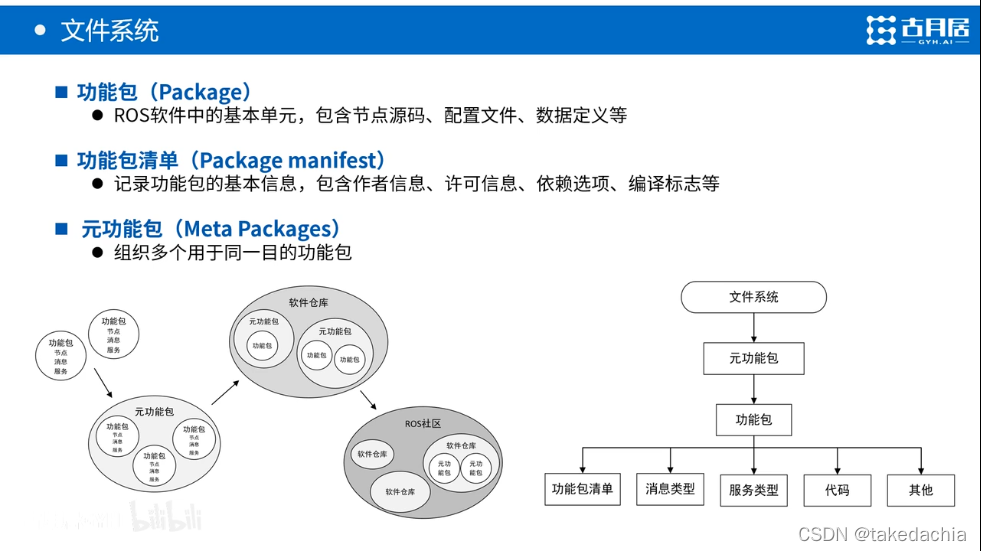 文件系统
古月居
GYH.AI
功能包（Package）
ROS软件中的基本单元，包含节点源码、配置文件、数据定义等
功能包清单（Package manifest）
记录功能包的基本信息，包含作者信息、许可信息、依赖选项、编译标志等
元功能包（Meta Packages）
组织多个用于同一目的功能包
功能包
节点
消息
服务
功能包
节点
消息
服务
元功能包
功能包
节点
消息
服务
功能包
节点
消息
服务
功能包
节点
消息
服务
软件仓库
元功能包
功能包
元功能包
功能包
功能包
ROS社区
软件仓库
软件仓库
软件仓库
元功
能包
元功
能包
文件系统
元功能包
功能包
功能包清单
消息类型
服务类型
代码
其他
bilibili
CSDN @takedachia